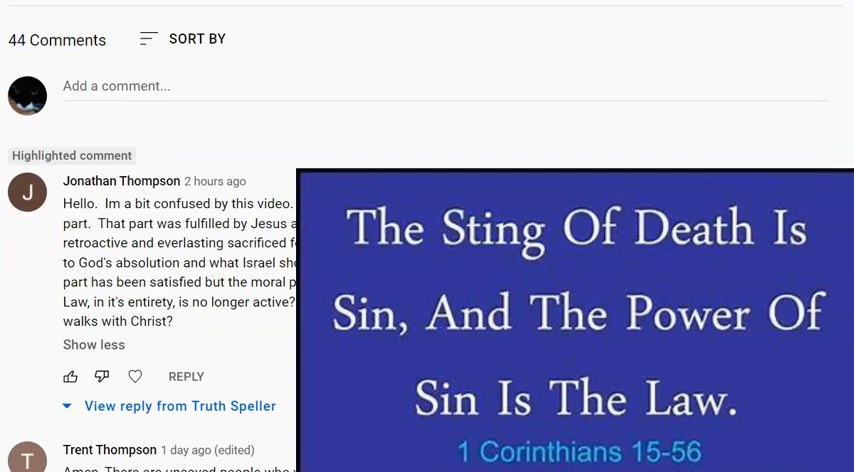 44 Comments
SORT BY
Add a comment...
Highlighted comment
J
Jonathan Thompson 2 hours ago
Hello. Im a bit confused by this video.
part. That part was fulfilled by Jesus
retroactive and everlasting sacrificed
to God's absolution and what Israel
part has been satisfied but the moral
Law, in it's entirety, is no longer active?
walks with Christ?
Show less
REPLY
View reply from Truth Speller
T
Trent Thompson 1 day ago (edited)
The Sting Of Death Is
Sin, And The Power Of
Sin Is The Law.
1 Corinthians 15-56